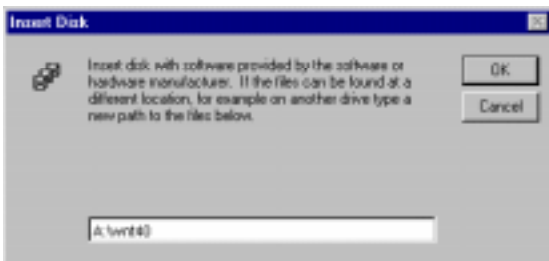 Insert Disk
Insert disk with software provided by the software or
hardware manufacturer. If the files can be found at a
different location, for example on another drive type a
new path to the files below.
OK
Cancel
A:\wnt40